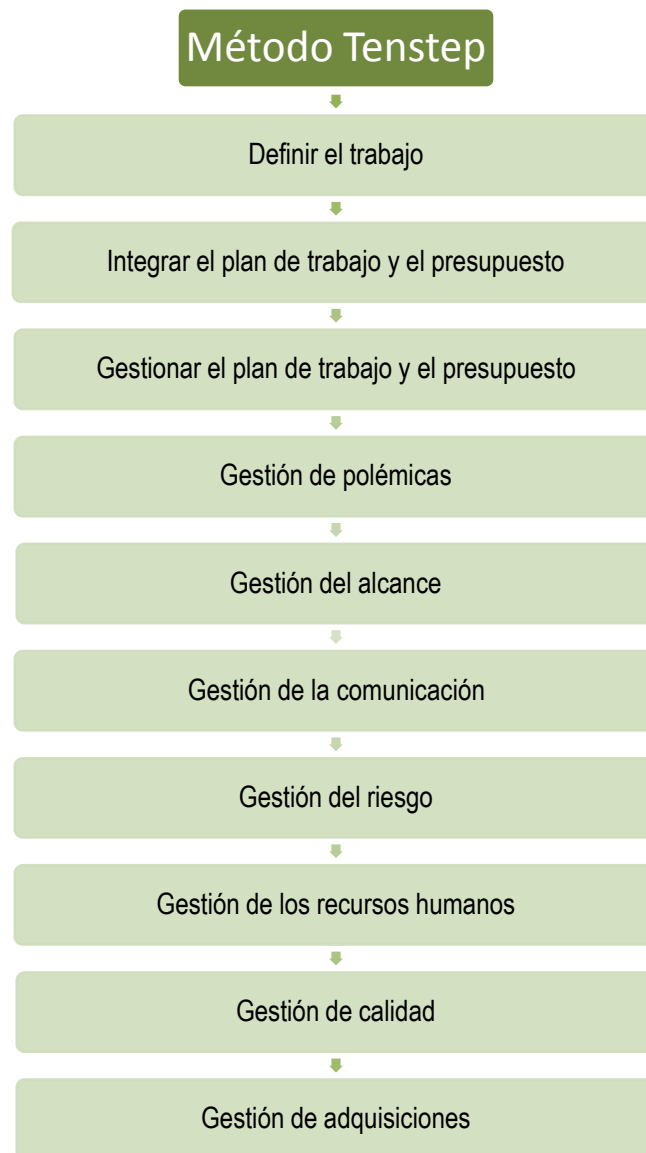 Método Tenstep
Definir el trabajo
Integrar el plan de trabajo y el presupuesto
Gestionar el plan de trabajo y el presupuesto
Gestión de polémicas
Gestión del alcance
Gestión de la comunicación
Gestión del riesgo
Gestión de los recursos humanos
Gestión de calidad
Gestión de adquisiciones